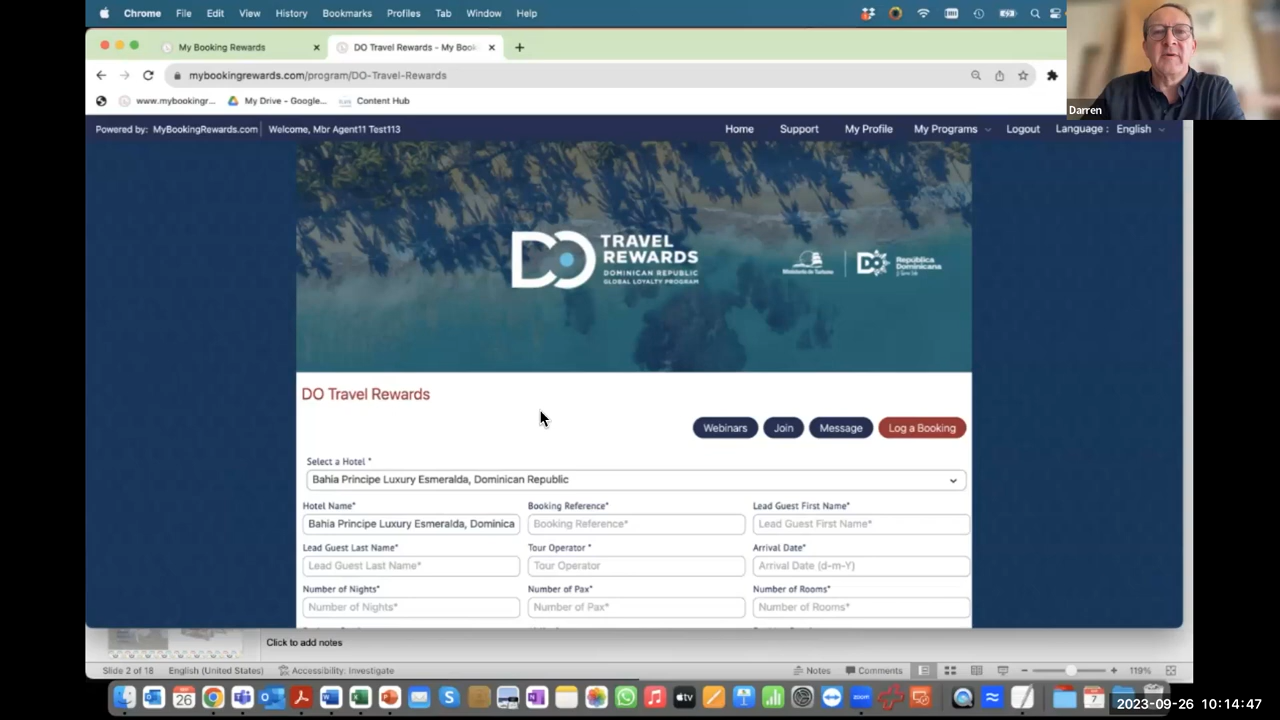 Chrome File Edit View History Bookmarks Profiles Tab Window Help
My Booking Rewards
DO Travel Rewards - My Book
mybookingrewards.com/program/DO-Travel-Rewards
www.mybookingr... My Drive - Google... Content Hub
Darren
Powered by: MyBookingRewards.com Welcome, Mbr Agent11 Test113 Home Support My Profile My Programs Logout Language : English
DO TRAVEL
REWARDS
DOMINICAN REPUBLIC
GLOBAL LOYALTY PROGRAM
Ministerio de Turismo
DO República
Dominicana
DO Travel Rewards
Webinars Join Message Log a Booking
Select a Hotel *
Bahia Principe Luxury Esmeralda, Dominican Republic
Hotel Name* Booking Reference* Lead Guest First Name*
Bahia Principe Luxury Esmeralda, Dominica Booking Reference* Lead Guest First Name*
Lead Guest Last Name* Tour Operator * Arrival Date*
Lead Guest Last Name* Tour Operator Arrival Date (d-m-Y)
Number of Nights* Number of Pax* Number of Rooms*
Number of Nights* Number of Pax* Number of Rooms*
Click to add notes
Slide 2 of 18 English (United States) Accessibility: Investigate Notes Comments 119%
26 7
2023-09-26 10:14:47